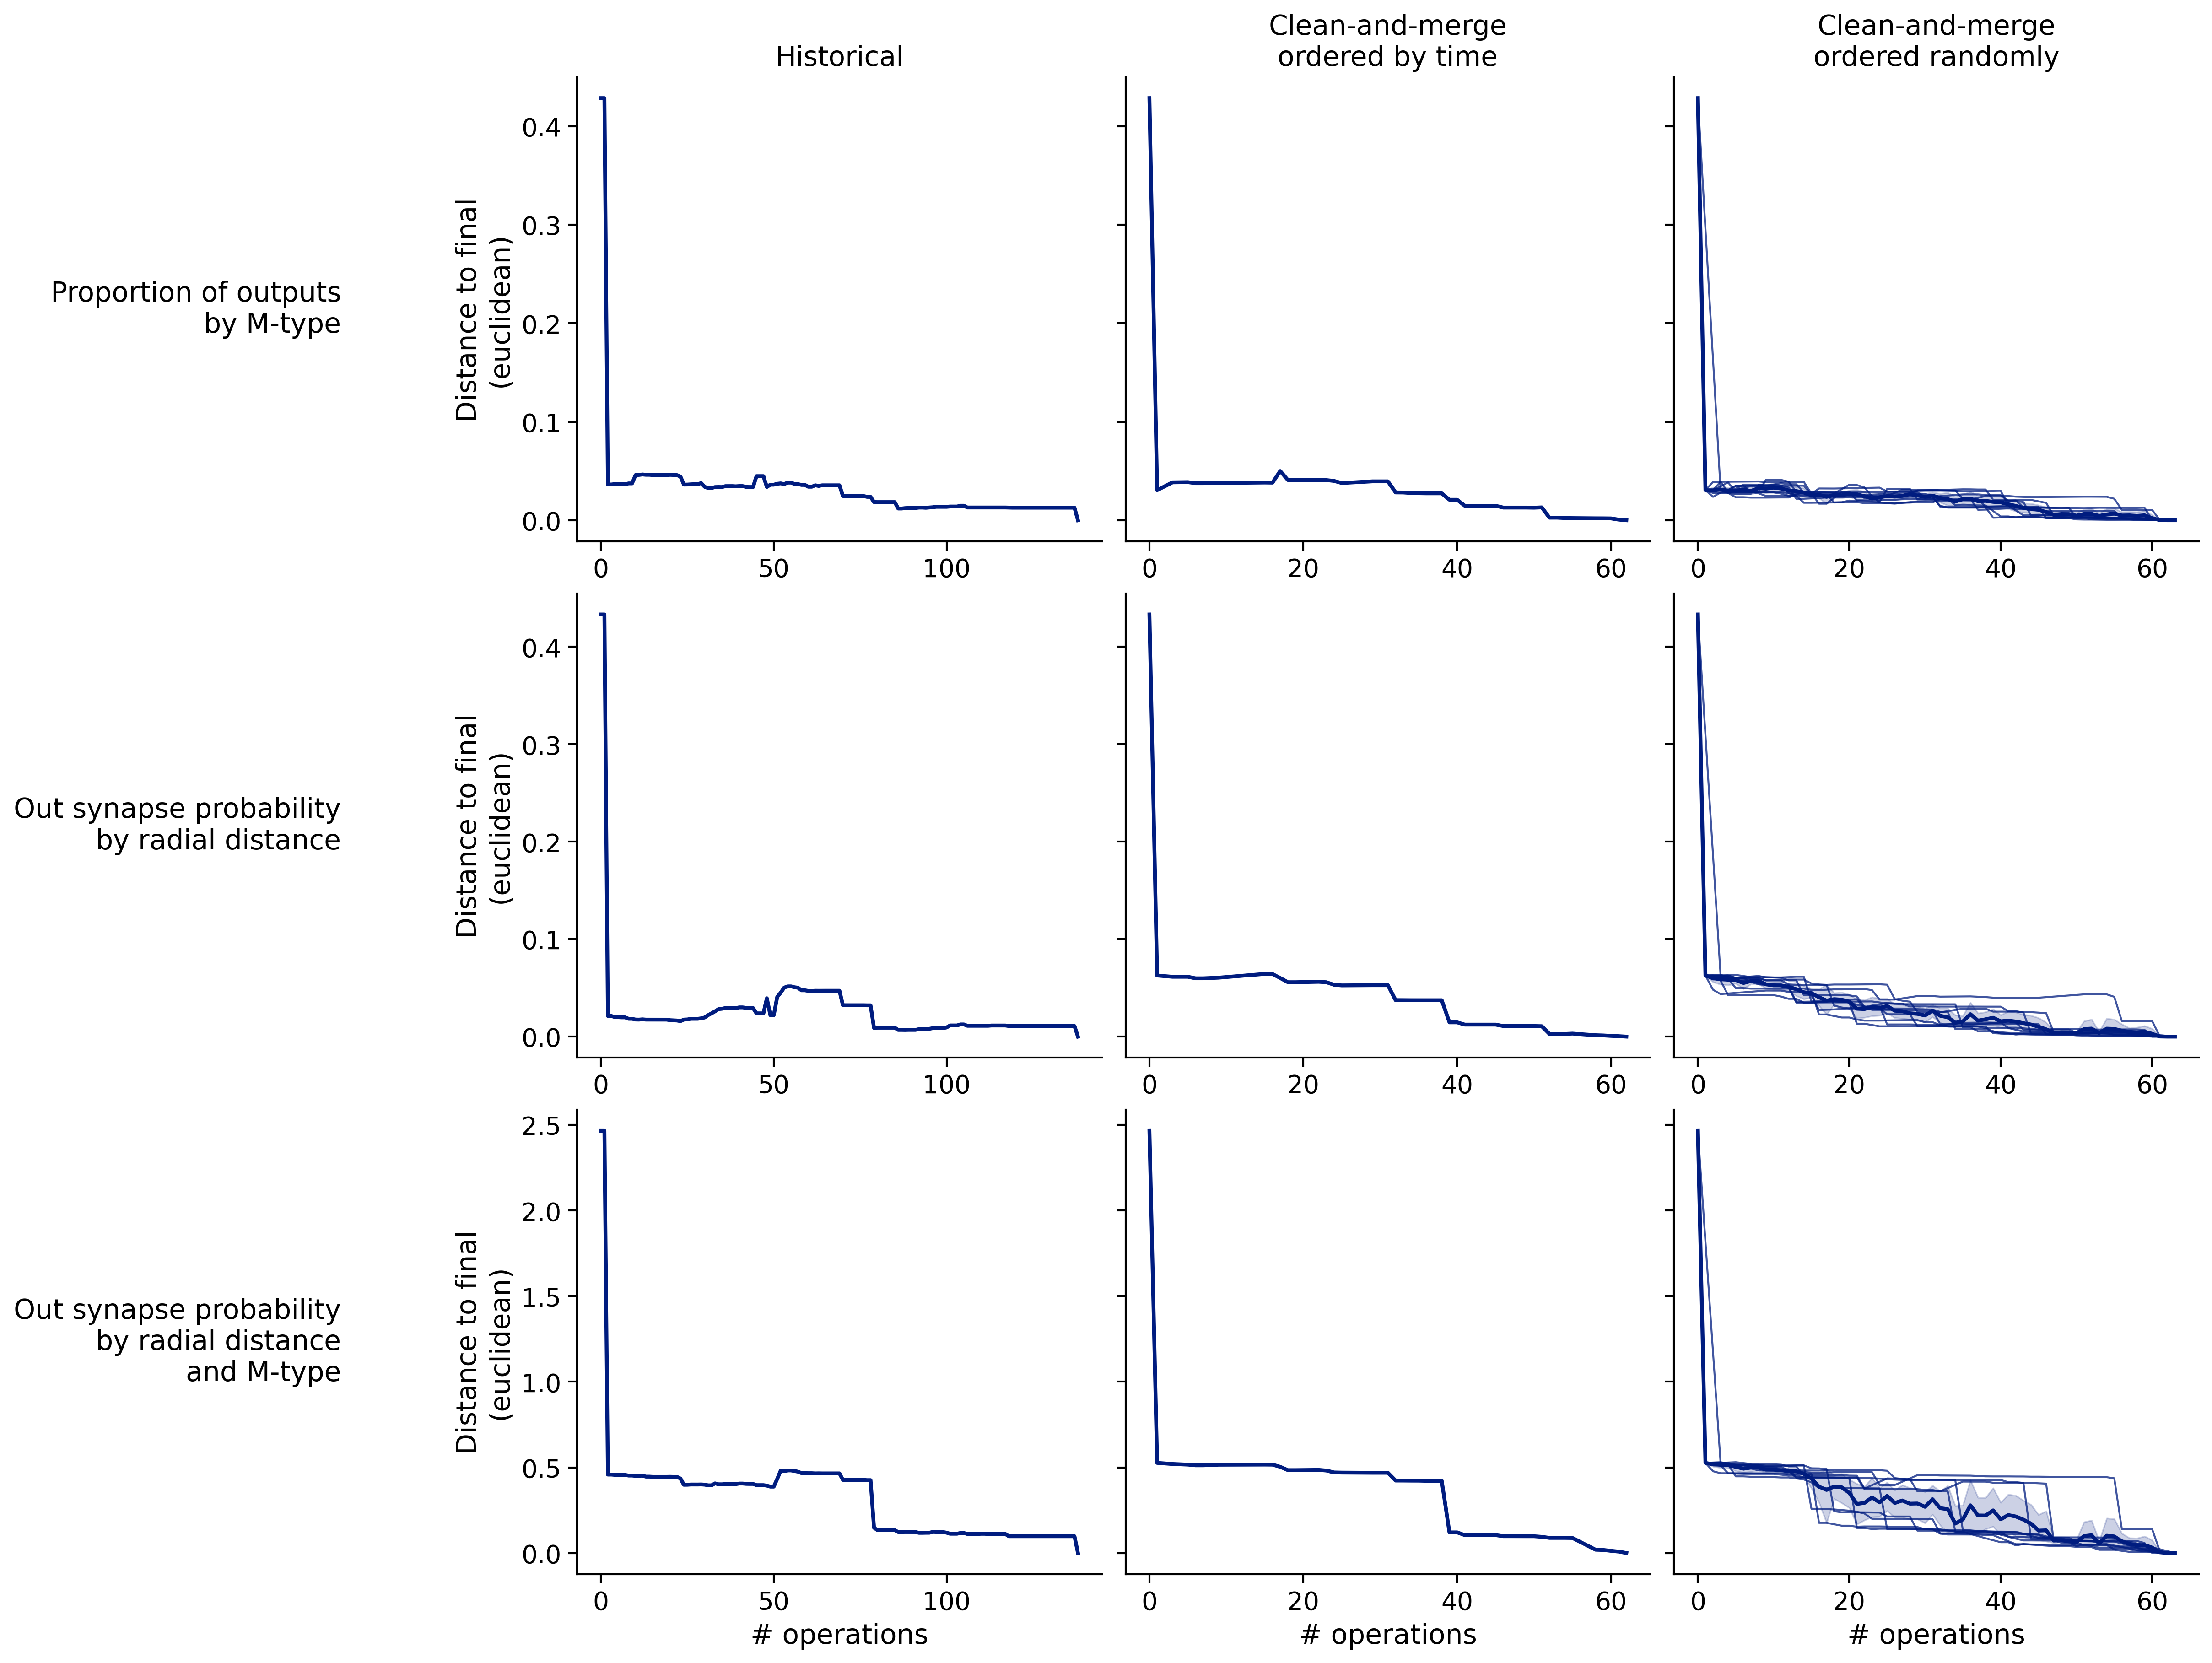 Historical
Clean-and-merge
ordered by time
Clean-and-merge
ordered randomly
Proportion of outputs
by M-type
Distance to final
(euclidean)
0.4
0.3
0.2
0.1
0.0
0 50 100
0 20 40 60
0 20 40 60
Out synapse probability
by radial distance
Distance to final
(euclidean)
0.4
0.3
0.2
0.1
0.0
0 50 100
0 20 40 60
0 20 40 60
Out synapse probability
by radial distance
and M-type
Distance to final
(euclidean)
2.5
2.0
1.5
1.0
0.5
0.0
0 50 100
0 20 40 60
0 20 40 60
# operations
# operations
# operations